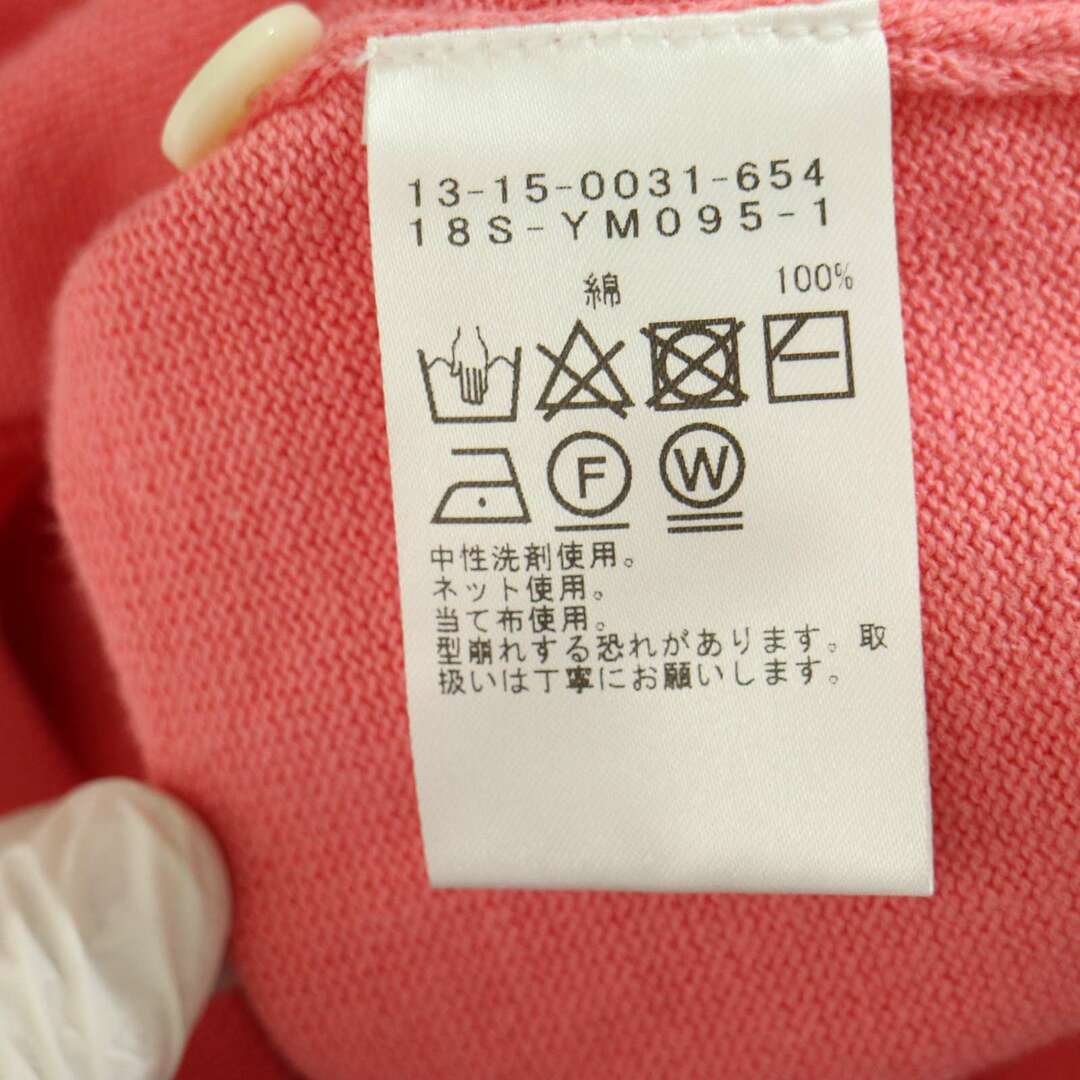 13-15-0031-654
18S-YM095-1
綿 100%
F W
中性洗剤使用。
ネット使用。
当て布使用。
型崩れする恐れがあります。取
扱いは丁寧にお願いします。